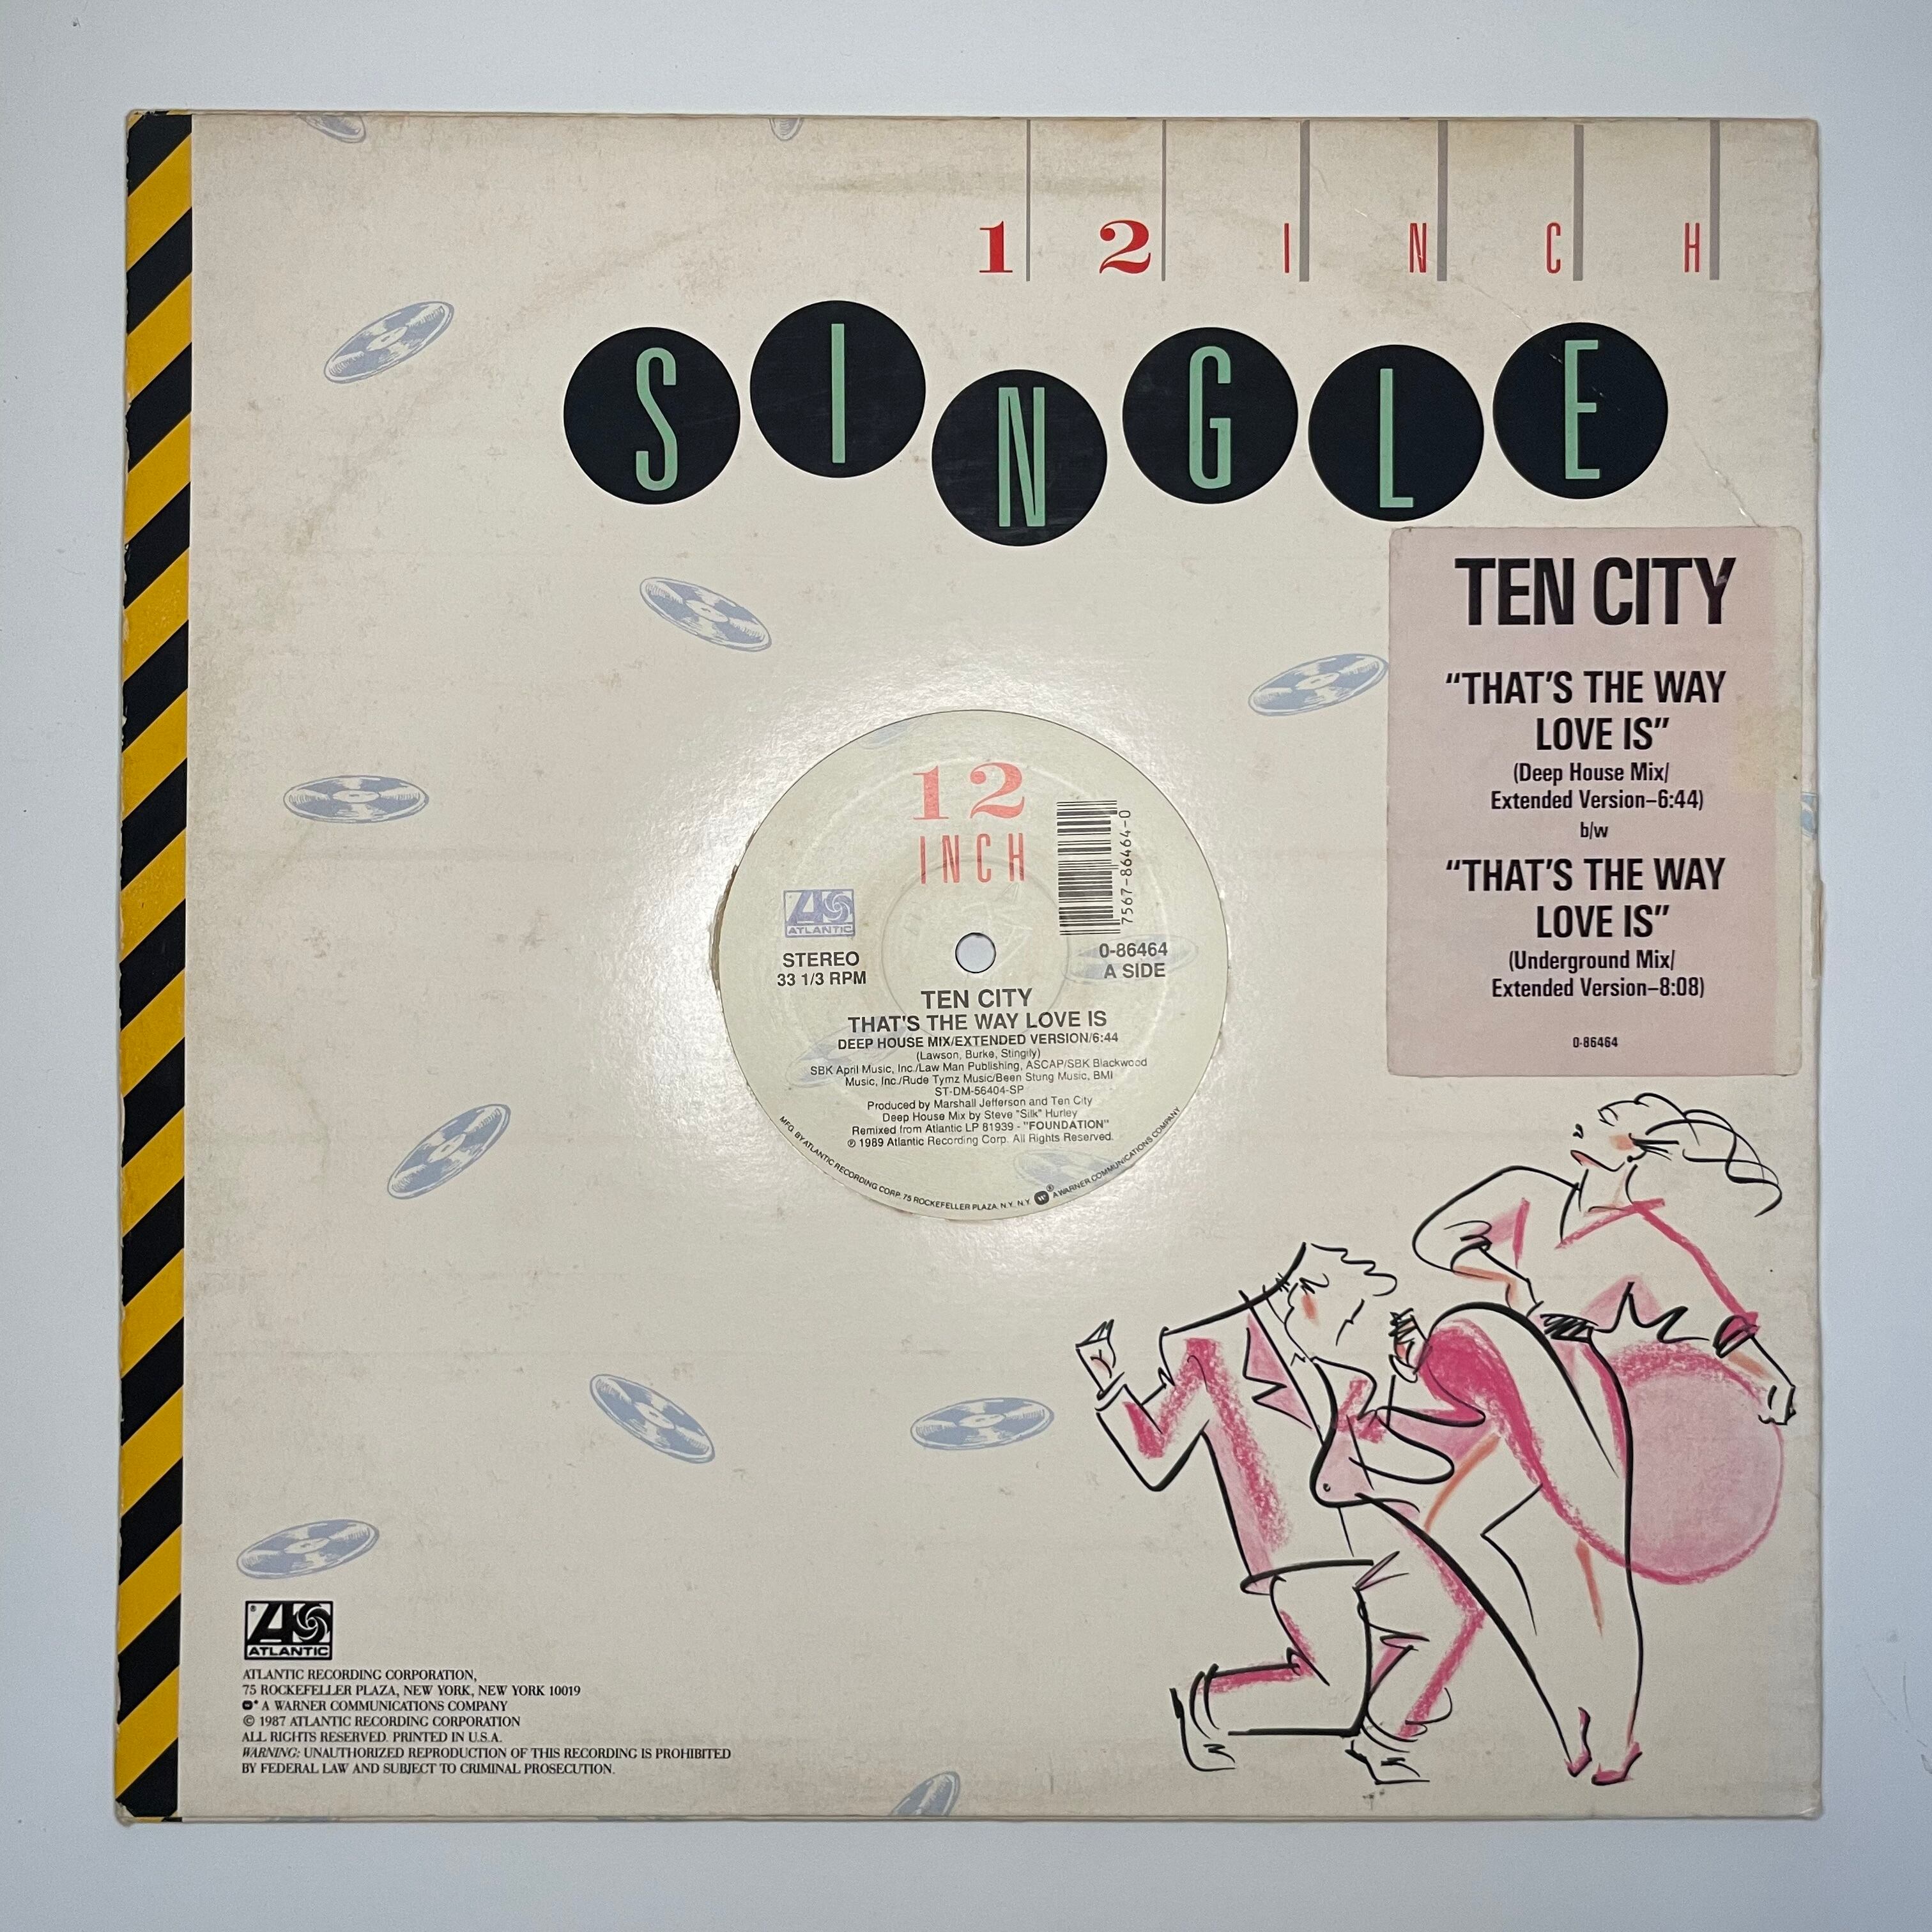 12 INCH
SINGLE
TEN CITY
"THAT'S THE WAY
LOVE IS"
(Deep House Mix/
Extended Version–6:44)
b/w
"THAT'S THE WAY
LOVE IS"
(Underground Mix/
Extended Version–8:08)
0-86464
12
INCH
7567-86464-0
ATLANTIC
STEREO
33 1/3 RPM
0-86464
A SIDE
TEN CITY
THAT'S THE WAY LOVE IS
DEEP HOUSE MIX/EXTENDED VERSION/6:44
(Lawson, Burke, Stingily)
SBK April Music, Inc./Law Man Publishing, ASCAP/SBK Blackwood
Music, Inc./Rude Tymz Music/Been Stung Music, BMI
ST-DM-56404-SP
Produced by Marshall Jefferson and Ten City
Deep House Mix by Steve "Silk" Hurley
Remixed from Atlantic LP 81939 - "FOUNDATION"
℗ 1989 Atlantic Recording Corp. All Rights Reserved.
MFG. BY ATLANTIC RECORDING CORP. 75 ROCKEFELLER PLAZA, N.Y. N.Y. ® A WARNER COMMUNICATIONS COMPANY
® ATLANTIC
ATLANTIC RECORDING CORPORATION,
75 ROCKEFELLER PLAZA, NEW YORK, NEW YORK 10019
A WARNER COMMUNICATIONS COMPANY
© 1987 ATLANTIC RECORDING CORPORATION
ALL RIGHTS RESERVED. PRINTED IN U.S.A.
WARNING: UNAUTHORIZED REPRODUCTION OF THIS RECORDING IS PROHIBITED
BY FEDERAL LAW AND SUBJECT TO CRIMINAL PROSECUTION.